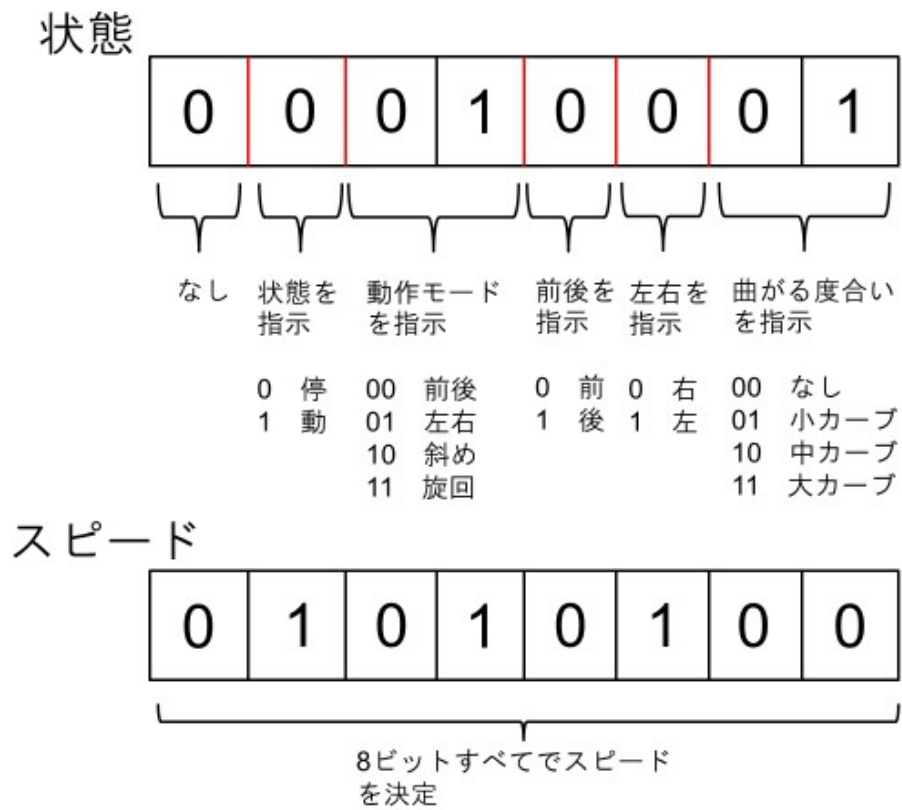 状態
0 0 0 1 0 0 0 1
なし 状態を 動作モード 前後を 左右を 曲がる度合い
指示 を指示 指示 指示 を指示
0 停 00 前後 0 前 0 右 00 なし
1 動 01 左右 1 後 1 左 01 小カーブ
10 斜め 10 中カーブ
11 旋回 11 大カーブ
スピード
0 1 0 1 0 1 0 0
8ビットすべてでスピード
を決定